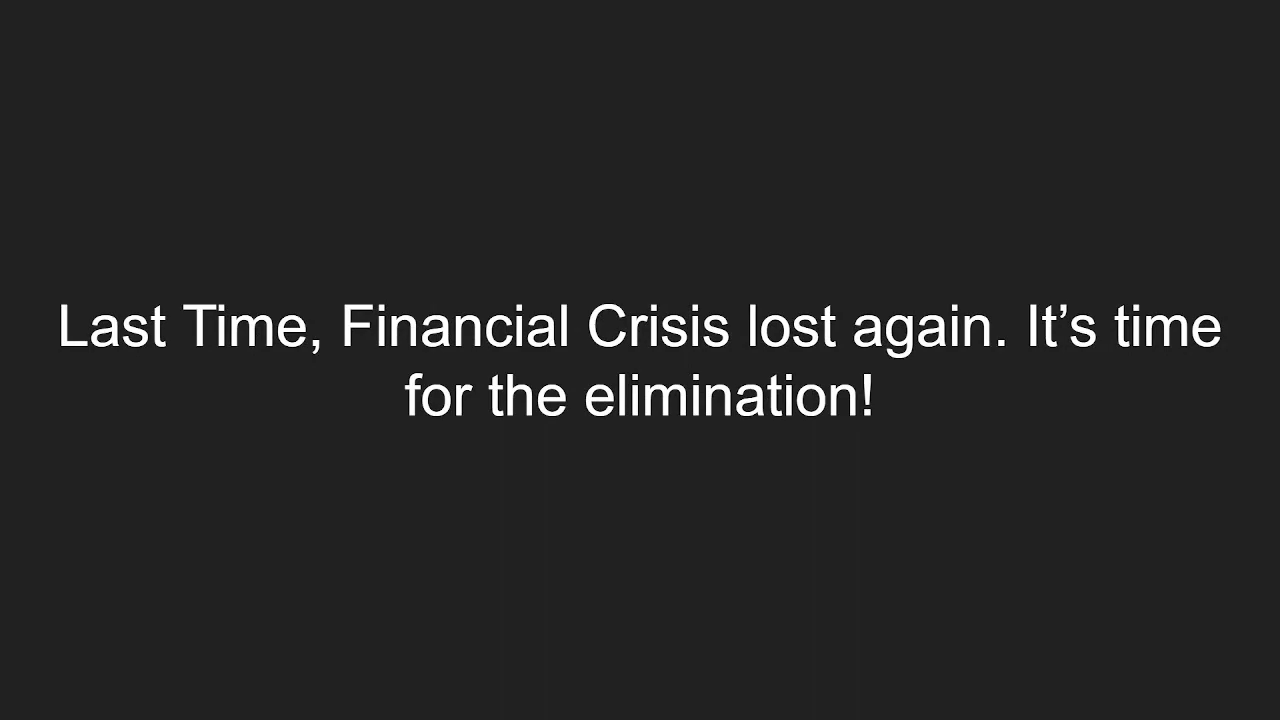 Last Time, Financial Crisis lost again. It’s time
for the elimination!